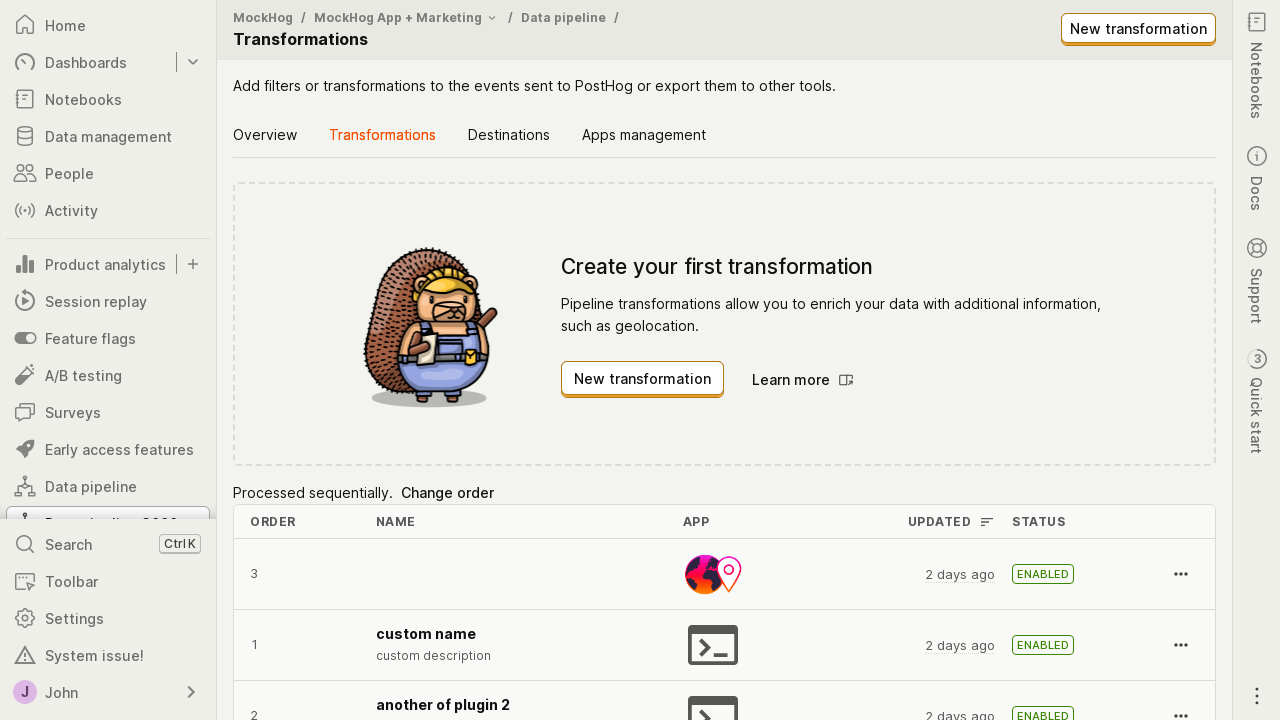 Home
Dashboards
Notebooks
Data management
People
Activity
Product analytics
Session replay
Feature flags
A/B testing
Surveys
Early access features
Data pipeline
Search
Ctrl K
Toolbar
Settings
System issue!
J
John
MockHog / MockHog App + Marketing / Data pipeline /
Transformations
New transformation
Add filters or transformations to the events sent to PostHog or export them to other tools.
Overview
Transformations
Destinations
Apps management
Create your first transformation
Pipeline transformations allow you to enrich your data with additional information,
such as geolocation.
New transformation
Learn more
Processed sequentially. Change order
ORDER NAME APP UPDATED STATUS
3 2 days ago ENABLED
1 custom name 2 days ago ENABLED
custom description
another of plugin 2
2 2 days ago ENABLED
Notebooks
Docs
Support
3
Quick start